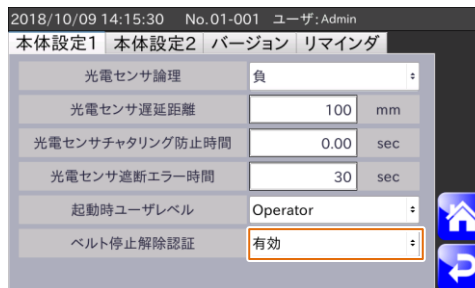 2018/10/09 14:15:30 No.01-001 ユーザ:Admin
本体設定1 本体設定2 バージョン リマインダ
光電センサ論理 負
光電センサ遅延距離 100 mm
光電センサチャタリング防止時間 0.00 sec
光電センサ遮断エラー時間 30 sec
起動時ユーザレベル Operator
ベルト停止解除認証 有効